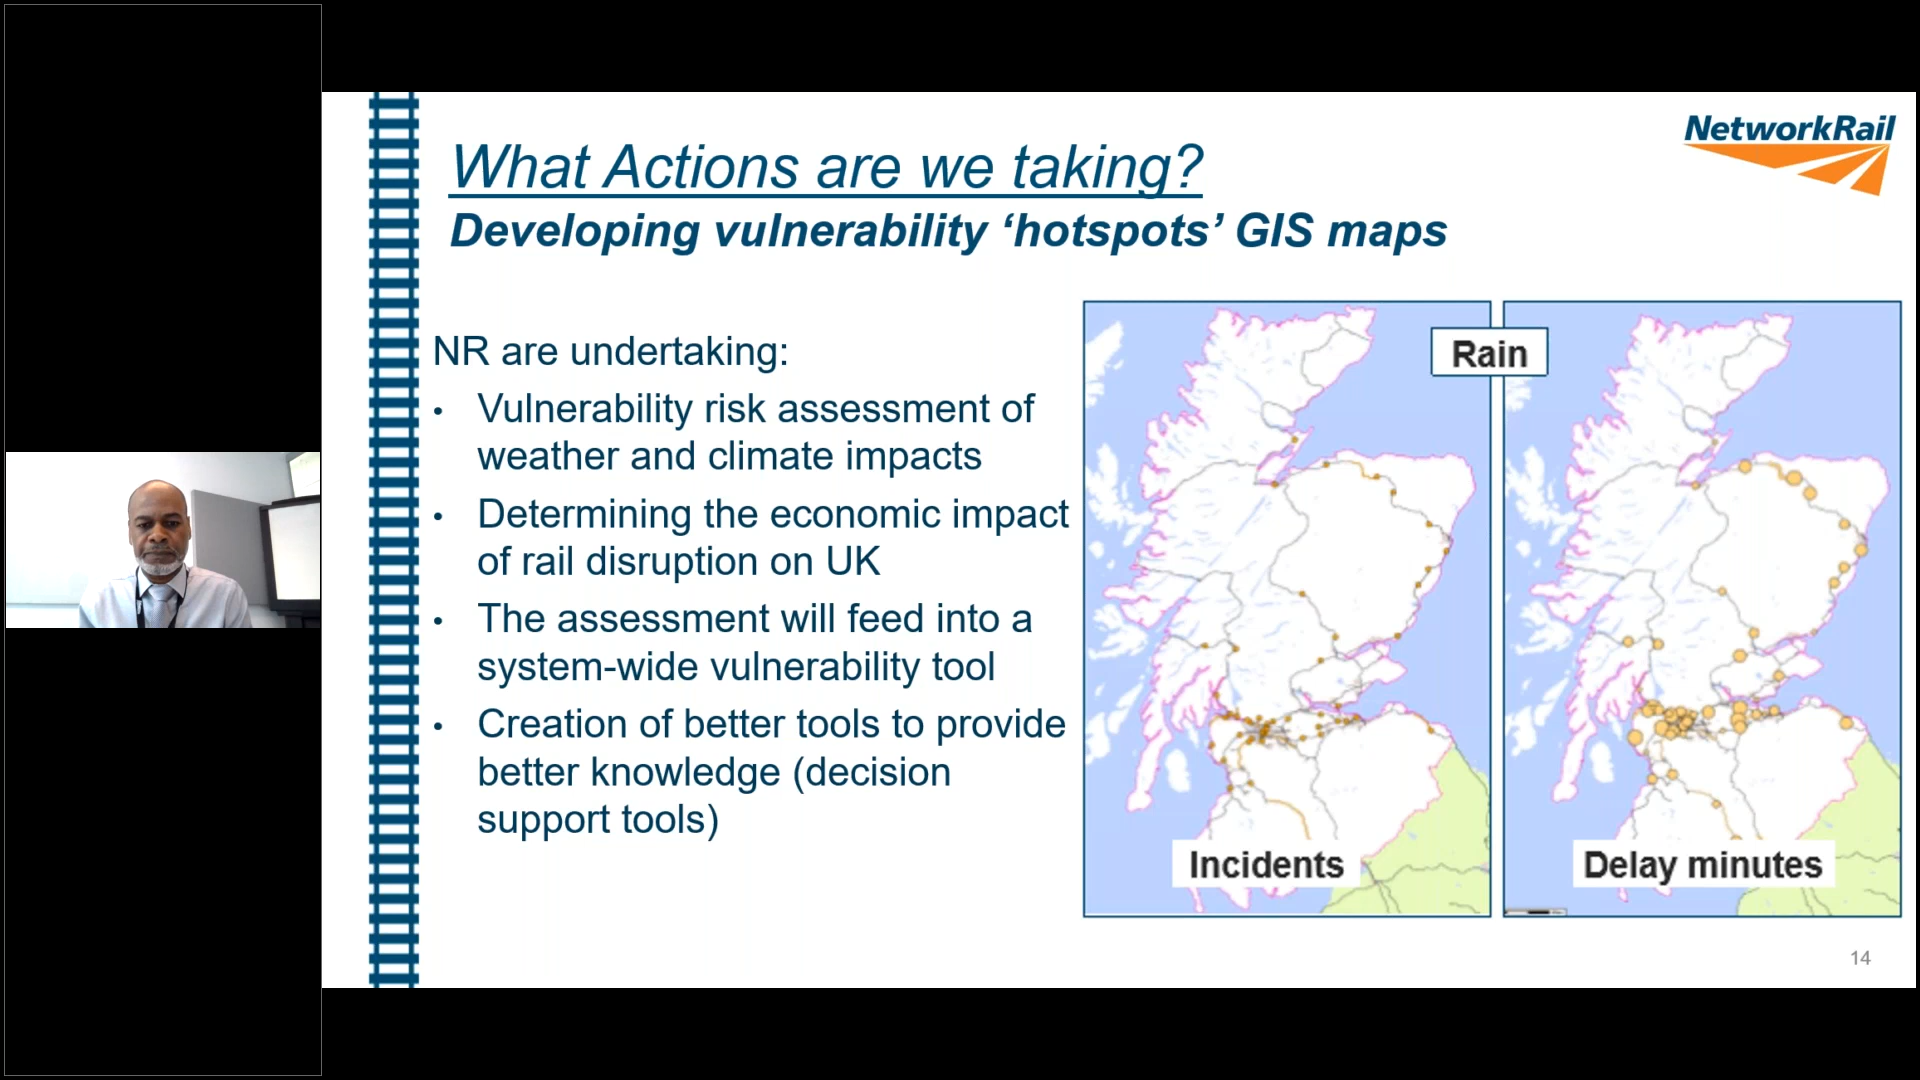 NetworkRail
What Actions are we taking?
Developing vulnerability ‘hotspots’ GIS maps
NR are undertaking:
• Vulnerability risk assessment of
weather and climate impacts
• Determining the economic impact
of rail disruption on UK
• The assessment will feed into a
system-wide vulnerability tool
• Creation of better tools to provide
better knowledge (decision
support tools)
Rain
Incidents
Delay minutes
14